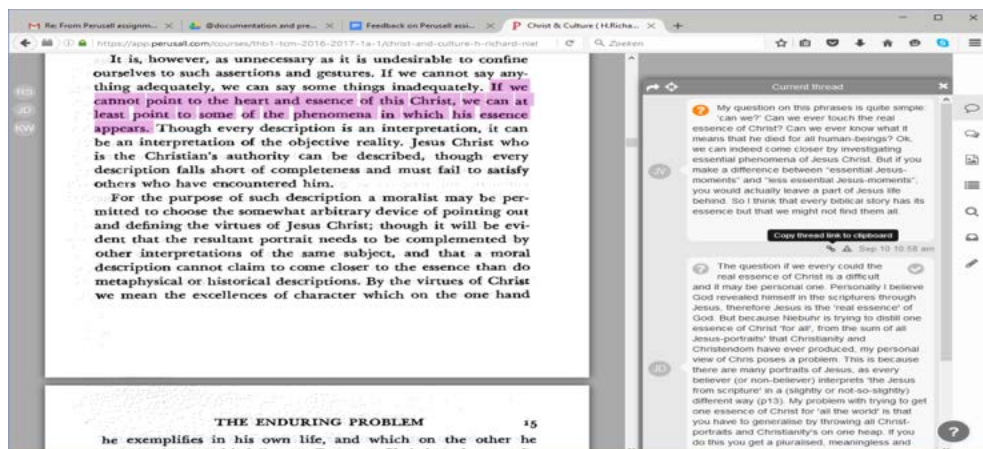 Re: From Perusall assignm...
@documentation and pre...
Feedback on Perusall assi...
Christ & Culture ( H.Richa...
https://app.perusall.com/courses/thb1-tcm-2016-2017-1a-1/christ-and-culture-h-richard-niel
Zoeken
It is, however, as unnecessary as it is undesirable to confine
ourselves to such assertions and gestures. If we cannot say any-
thing adequately, we can say some things inadequately. If we
cannot point to the heart and essence of this Christ, we can at
least point to some of the phenomena in which his essence
appears. Though every description is an interpretation, it can
be an interpretation of the objective reality. Jesus Christ who
is the Christian's authority can be described, though every
description falls short of completeness and must fail to satisfy
others who have encountered him.
For the purpose of such description a moralist may be per-
mitted to choose the somewhat arbitrary device of pointing out
and defining the virtues of Jesus Christ; though it will be evi-
dent that the resultant portrait needs to be complemented by
other interpretations of the same subject, and that a moral
description cannot claim to come closer to the essence than do
metaphysical or historical descriptions. By the virtues of Christ
we mean the excellences of character which on the one hand
THE ENDURING PROBLEM 15
he exemplifies in his own life, and which on the other he
JD
KW
Current thread
My question on this phrases is quite simple:
'can we?' Can we ever touch the real
essence of Christ? Can we ever know what it
means that he died for all human-beings? Ok,
we can indeed come closer by investigating
essential phenomena of Jesus Christ. But if you
make a difference between "essential Jesus-
moments" and "less essential Jesus-moments",
you would actually leave a part of Jesus life
behind. So I think that every biblical story has its
essence but that we might not find them all.
Copy thread link to clipboard
Sep 10 10:58 am
The question if we every could the
real essence of Christ is a difficult
and it may be personal one. Personally I believe
God revealed himself in the scriptures through
Jesus, therefore Jesus is the 'real essence' of
God. But because Niebuhr is trying to distill one
essence of Christ 'for all', from the sum of all
Jesus-portraits' that Christianity and
Christendom have ever produced, my personal
view of Chris poses a problem. This is because
there are many portraits of Jesus, as every
believer (or non-believer) interprets 'the Jesus
from scripture' in a (slightly or not-so-slightly)
different way (p13). My problem with trying to get
one essence of Christ for 'all the world' is that
you have to generalise by throwing all Christ-
portraits and Christianity's on one heap. If you
do this you get a pluraised, meaningless and
JD